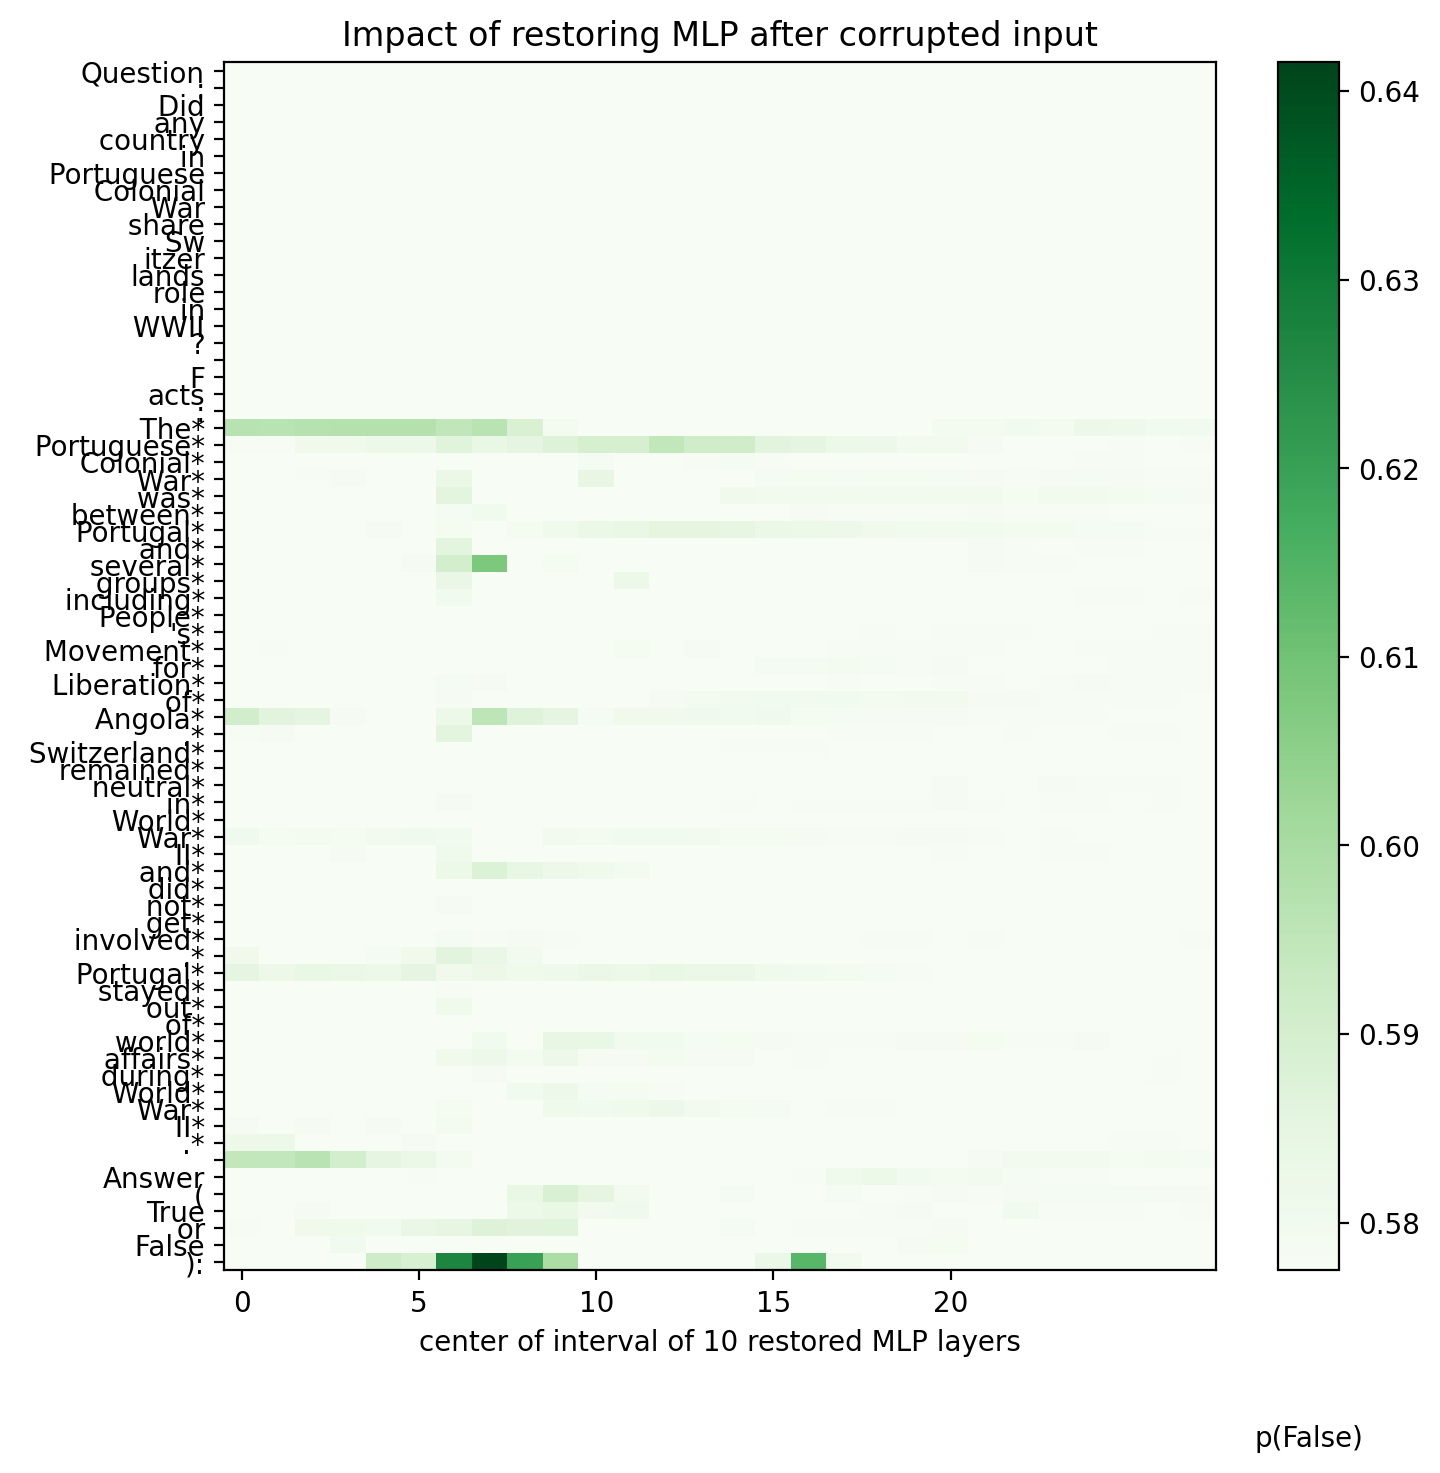 Impact of restoring MLP after corrupted input
Question
:
Did
any
country
in
Portuguese
Colonial
War
share
Sw
itzer
lands
role
in
WWII
?
F
acts
:
The*
Portuguese*
Colonial*
War*
was*
between*
Portugal*
and*
several*
groups*
including*
People*
's*
Movement*
for*
Liberation*
of*
Angola*
.*
Switzerland*
remained*
neutral*
in*
World*
War*
II*
and*
did*
not*
get*
involved*
.*
Portugal*
stayed*
out*
of*
world*
affairs*
during*
World*
War*
II*
.*
Answer
(
True
or
False
):
0 5 10 15 20
center of interval of 10 restored MLP layers
0.64
0.63
0.62
0.61
0.60
0.59
0.58
p(False)